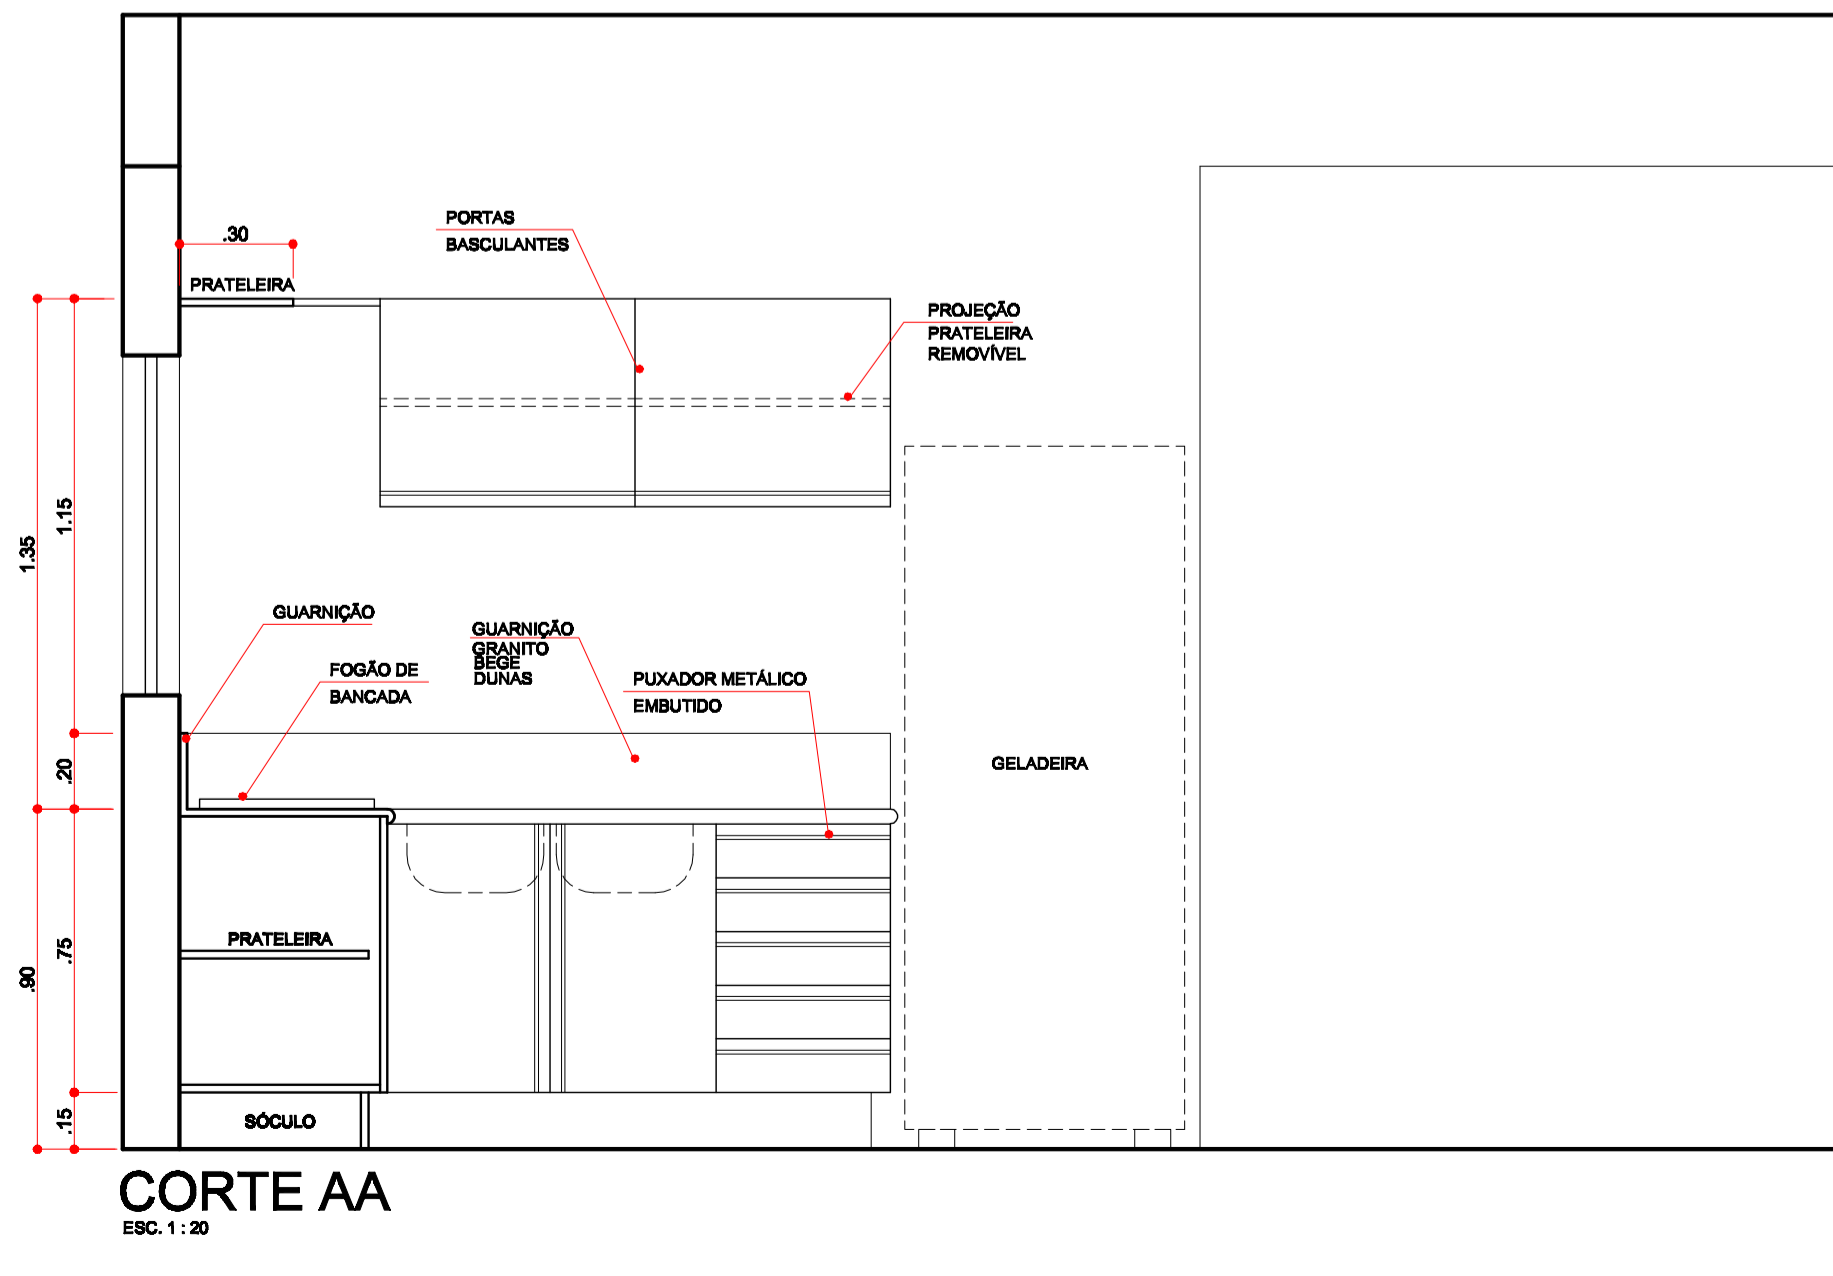 PORTAS
BASCULANTES
.30
PRATELEIRA
PROJEÇÃO
PRATELEIRA
REMOVÍVEL
1.15
1.35
GUARNIÇÃO
GUARNIÇÃO
GRANITO
BEGE
DUNAS
FOGÃO DE
BANCADA
PUXADOR METÁLICO
EMBUTIDO
.20
GELADEIRA
PRATELEIRA
.75
.90
.15
SÓCULO
CORTE AA
ESC. 1 : 20